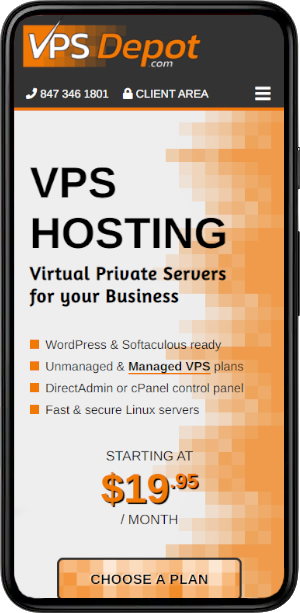 VPS Depot
.com
847 346 1801 CLIENT AREA
VPS
HOSTING
Virtual Private Servers
for your Business
WordPress & Softaculous ready
Unmanaged & Managed VPS plans
DirectAdmin or cPanel control panel
Fast & secure Linux servers
STARTING AT
$19.95
/ MONTH
CHOOSE A PLAN